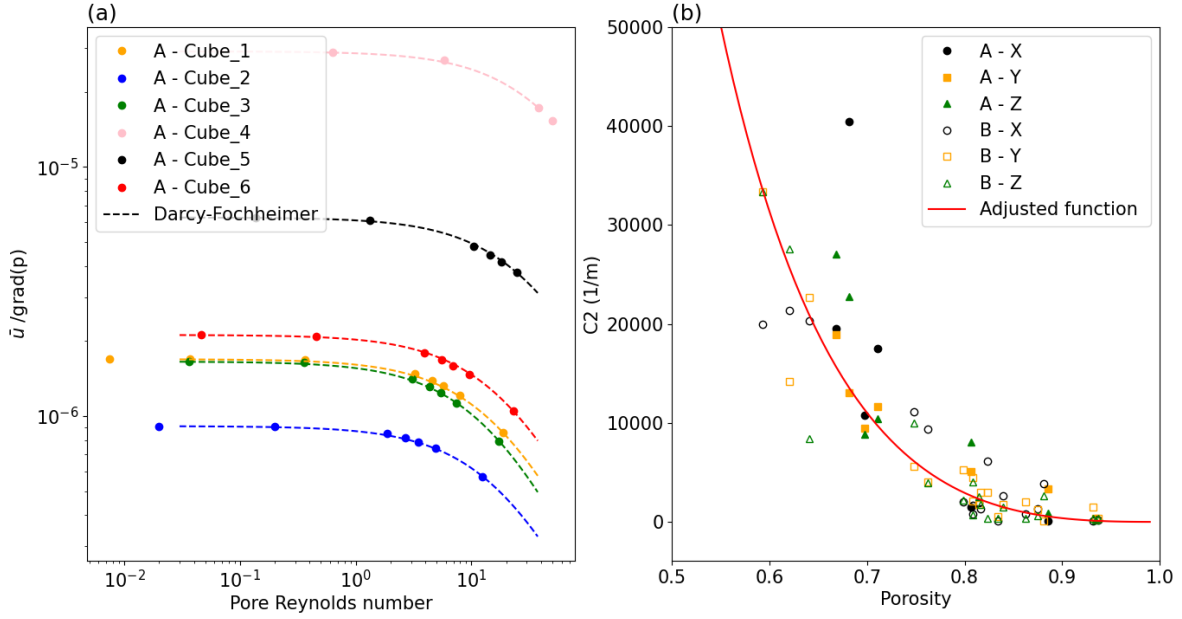 (a)
A - Cube_1
A - Cube_2
A - Cube_3
A - Cube_4
A - Cube_5
A - Cube_6
Darcy-Fochheimer
10⁻⁵
10⁻⁶
ū /grad(p)
10⁻² 10⁻¹ 10⁰ 10¹
Pore Reynolds number
(b)
A - X
A - Y
A - Z
B - X
B - Y
B - Z
Adjusted function
50000
40000
30000
20000
10000
0
C2 (1/m)
0.5 0.6 0.7 0.8 0.9 1.0
Porosity